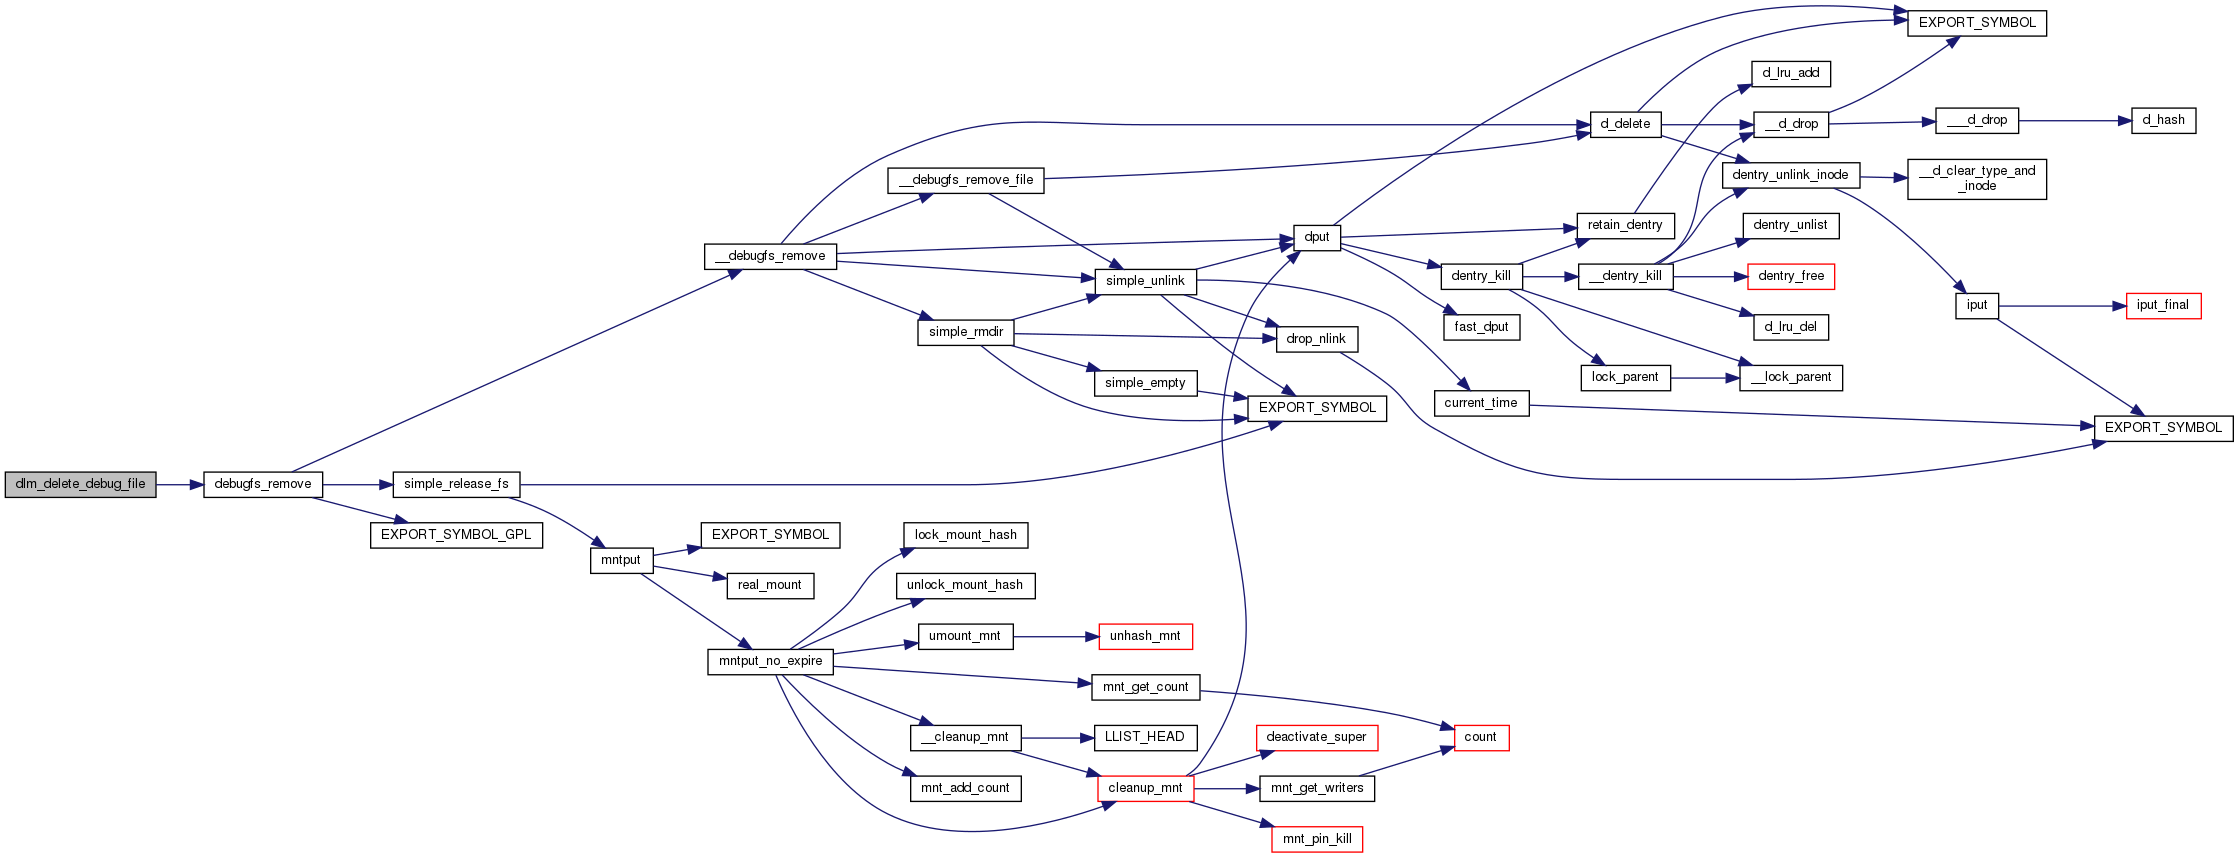 EXPORT_SYMBOL
d_lru_add
d_delete
__d_drop
___d_drop
d_hash
__debugfs_remove_file
dentry_unlink_inode
__d_clear_type_and
_inode
retain_dentry
dentry_unlist
dput
__debugfs_remove
simple_unlink
dentry_kill
__dentry_kill
dentry_free
iput
iput_final
simple_rmdir
drop_nlink
fast_dput
d_lru_del
simple_empty
lock_parent
__lock_parent
EXPORT_SYMBOL
current_time
EXPORT_SYMBOL
dlm_delete_debug_file
debugfs_remove
simple_release_fs
EXPORT_SYMBOL_GPL
EXPORT_SYMBOL
lock_mount_hash
mntput
real_mount
unlock_mount_hash
umount_mnt
unhash_mnt
mntput_no_expire
mnt_get_count
__cleanup_mnt
LLIST_HEAD
deactivate_super
count
mnt_add_count
cleanup_mnt
mnt_get_writers
mnt_pin_kill